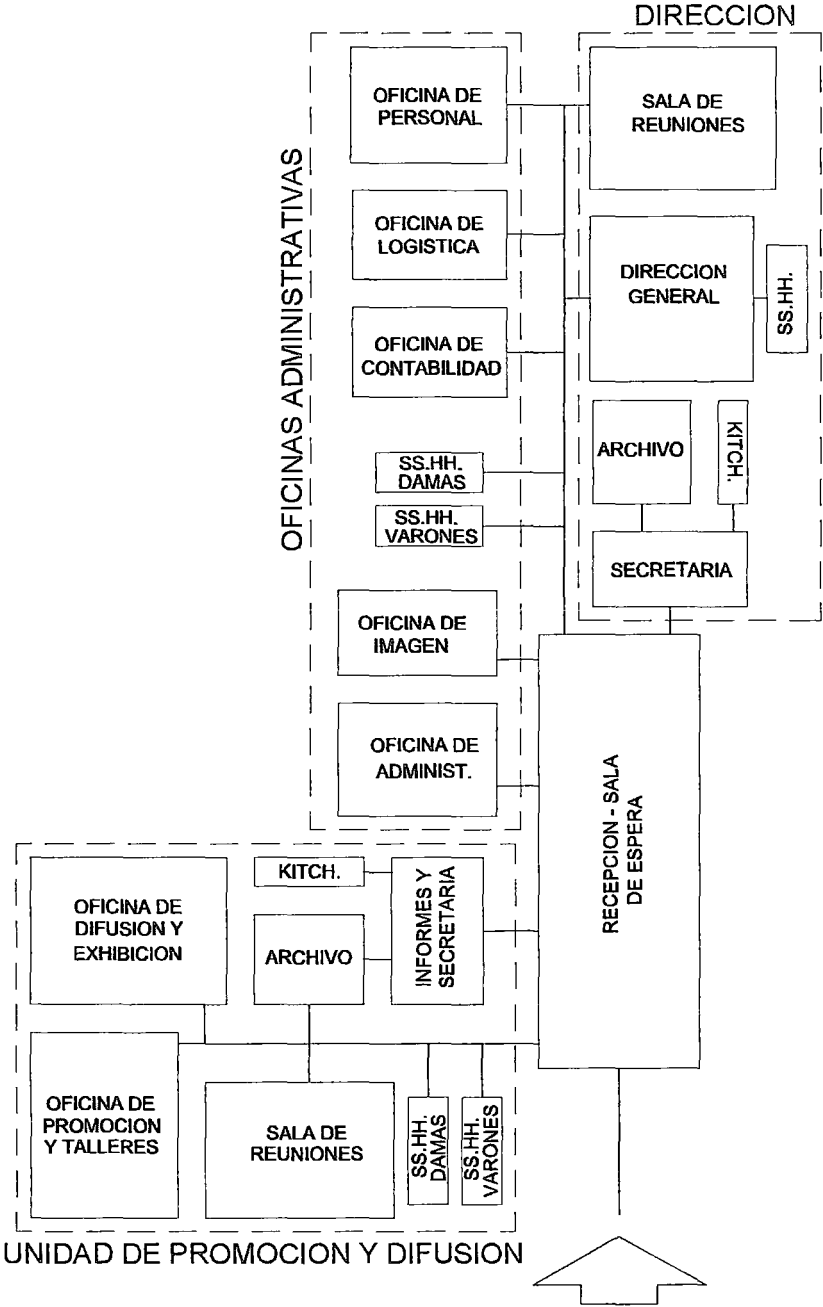 DIRECCION
OFICINAS ADMINISTRATIVAS
OFICINA DE
PERSONAL
SALA DE
REUNIONES
OFICINA DE
LOGISTICA
DIRECCION
GENERAL
SS.HH.
OFICINA DE
CONTABILIDAD
ARCHIVO
KITCH.
SS.HH.
DAMAS
SS.HH.
VARONES
SECRETARIA
OFICINA DE
IMAGEN
OFICINA DE
ADMINIST.
RECEPCION - SALA
DE ESPERA
OFICINA DE
DIFUSION Y
EXHIBICION
KITCH.
ARCHIVO
INFORMES Y
SECRETARIA
OFICINA DE
PROMOCION
Y TALLERES
SALA DE
REUNIONES
SS.HH.
DAMAS
SS.HH.
VARONES
UNIDAD DE PROMOCION Y DIFUSION